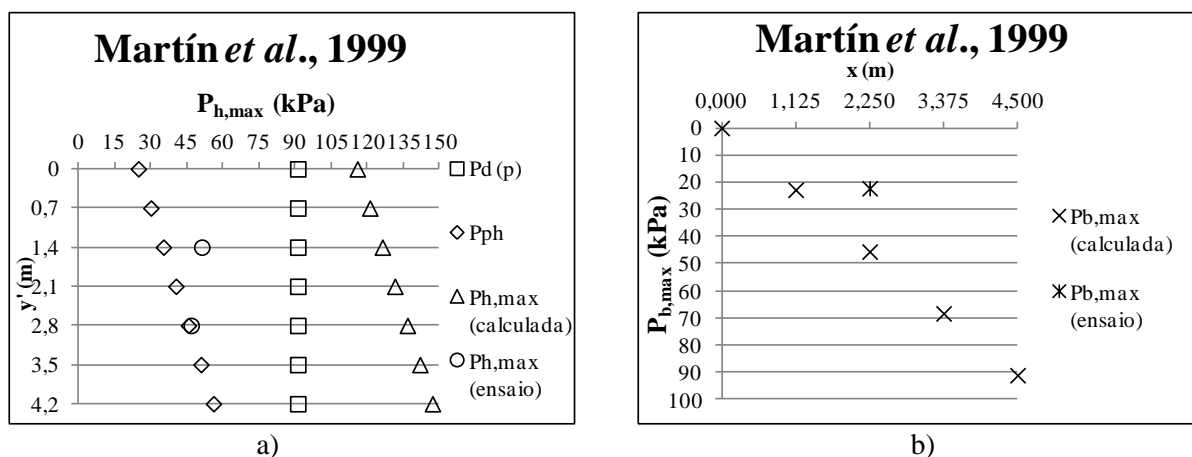 Martín et al., 1999
P_h,max (kPa)
0 15 30 45 60 75 90 105 120 135 150
0
0,7
1,4
2,1
2,8
3,5
4,2
y' (m)
Pd (p)
Pph
Ph,max
(calculada)
Ph,max
(ensaio)
a)
Martín et al., 1999
x (m)
0,000 1,125 2,250 3,375 4,500
0
10
20
30
40
50
60
70
80
90
100
P_b,max (kPa)
Pb,max
(calculada)
Pb,max
(ensaio)
b)